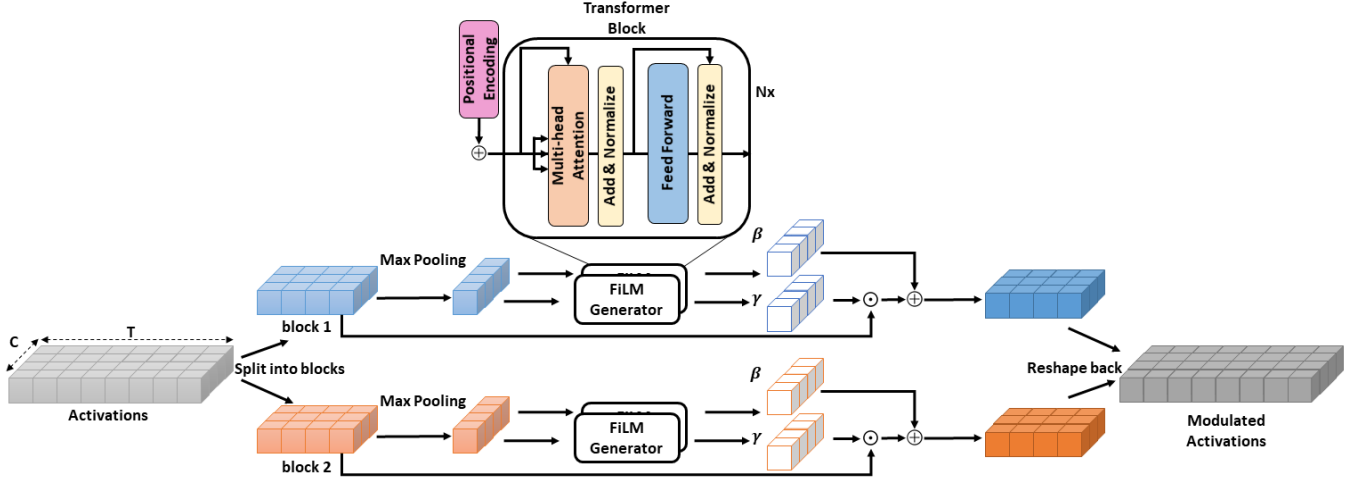 Transformer
Block
Positional
Encoding
Multi-head
Attention
Add & Normalize
Feed Forward
Add & Normalize
Nx
Max Pooling
FiLM
Generator
β
γ
block 1
C
T
Split into blocks
Activations
Max Pooling
FiLM
Generator
β
γ
block 2
Reshape back
Modulated
Activations